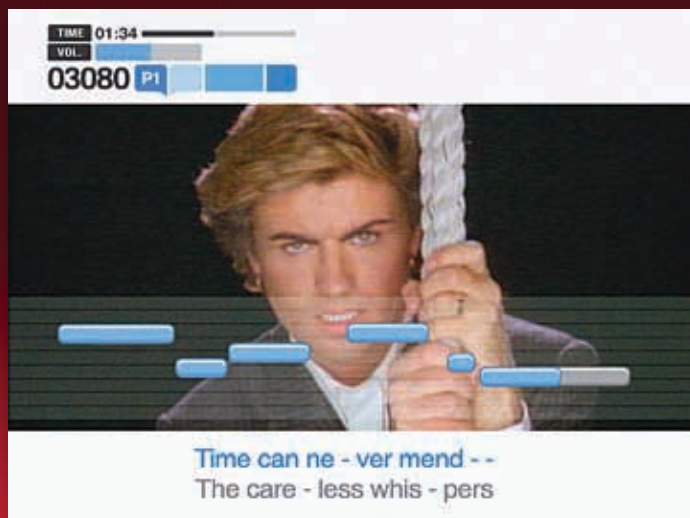 TIME 01:34
VOL.
03080 P1
Time can ne - ver mend - -
The care - less whis - pers